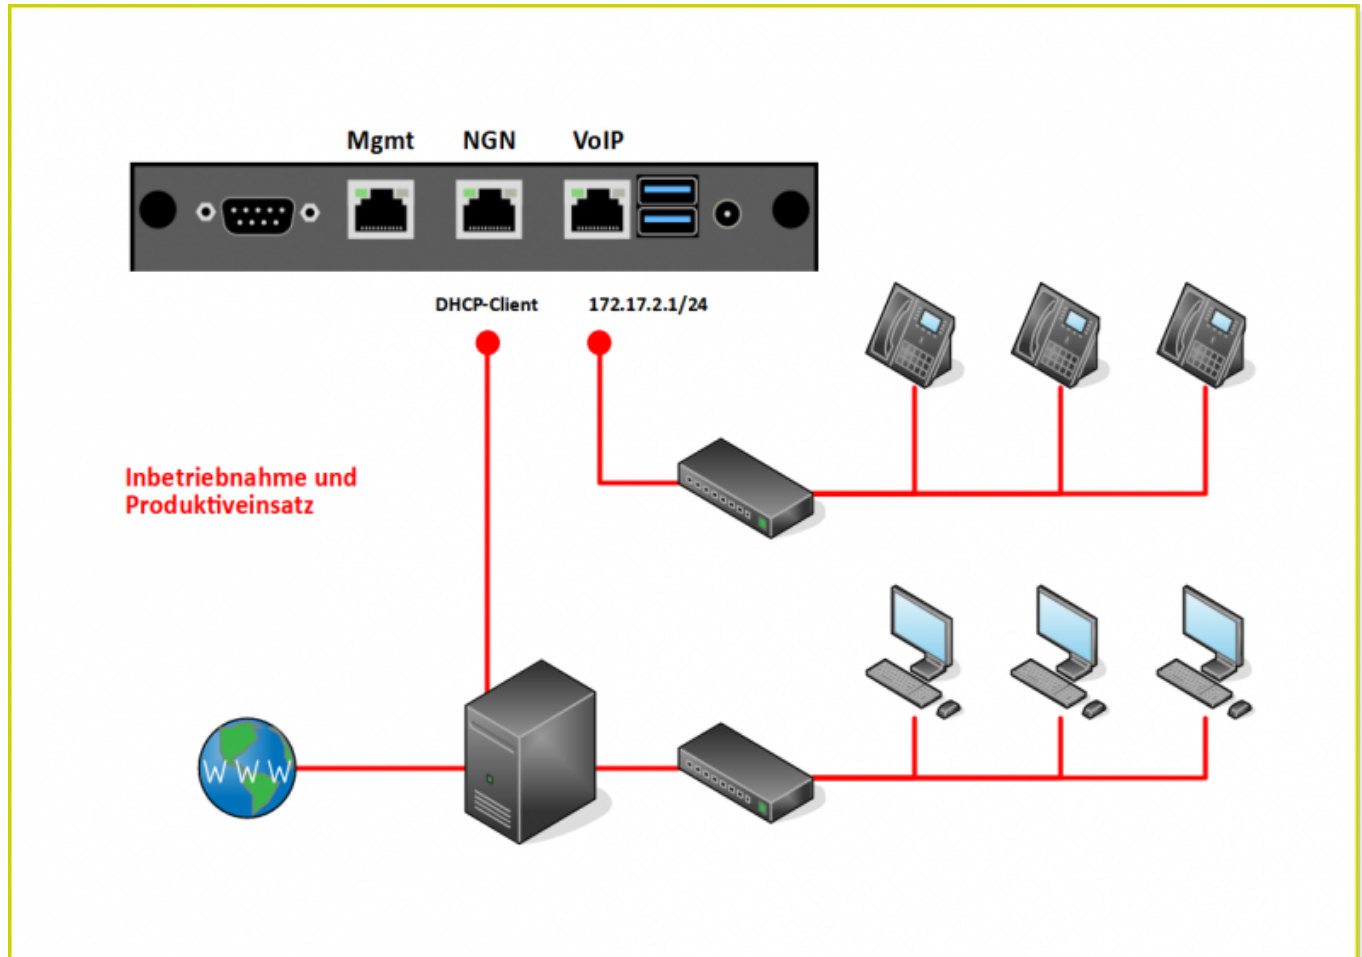 Mgmt NGN VoIP
DHCP-Client 172.17.2.1/24
Inbetriebnahme und
Produktiveinsatz
WWW